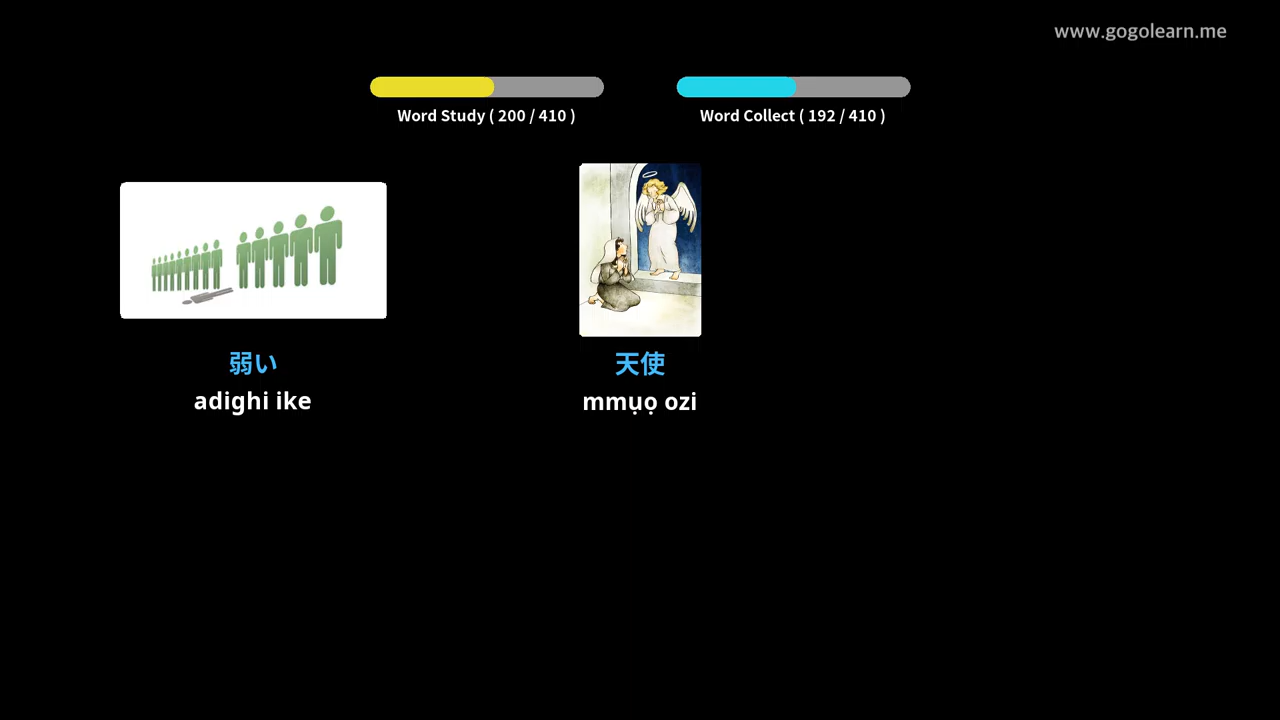 www.gogolearn.me
Word Study ( 200 / 410 )
Word Collect ( 192 / 410 )
弱い
adighi ike
天使
mmụọ ozi